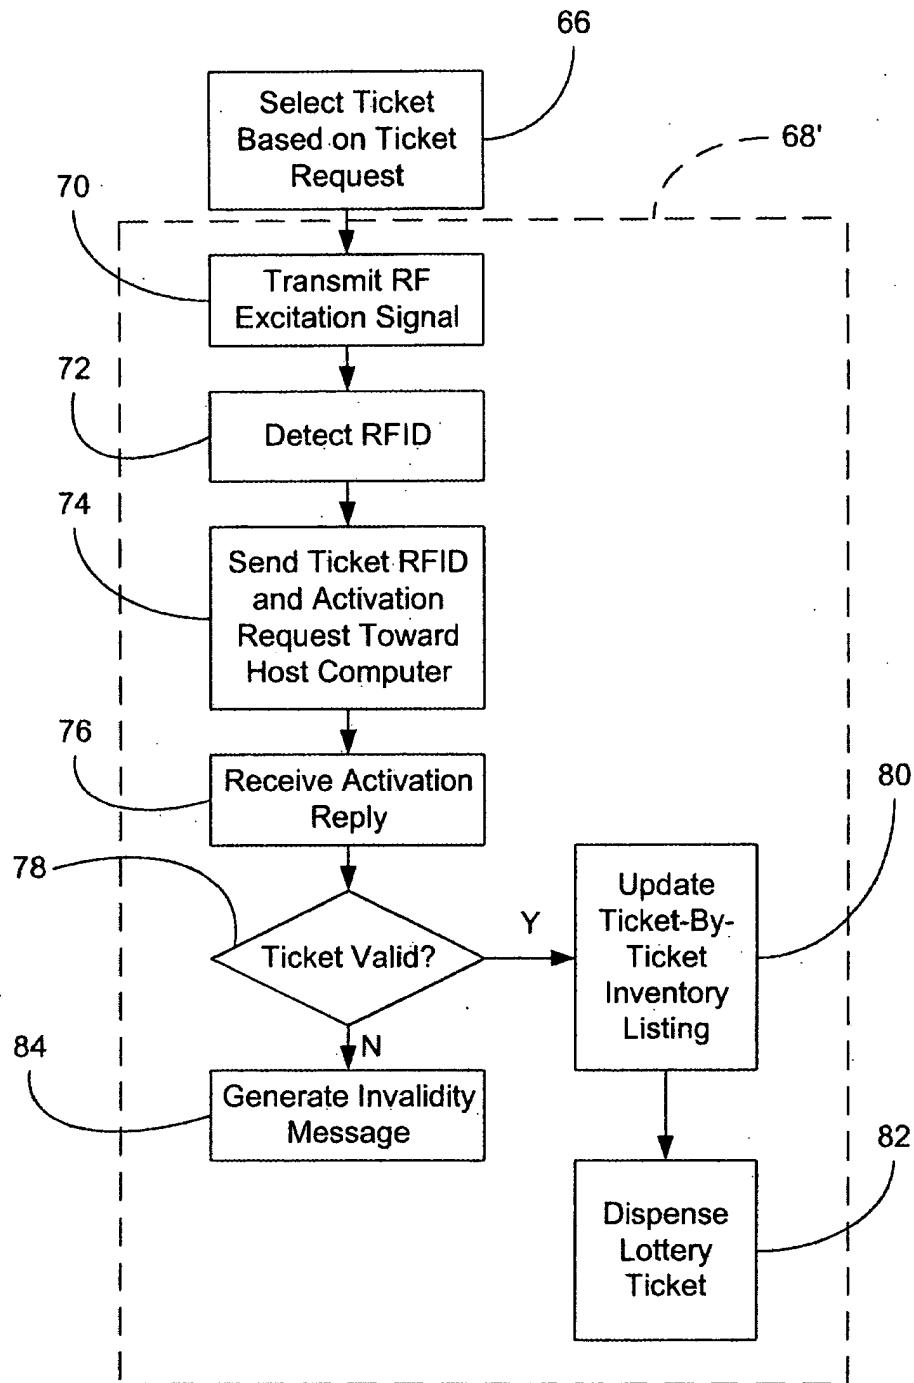 66
Select Ticket
Based on Ticket
Request
68'
70
Transmit RF
Excitation Signal
72
Detect RFID
74
Send Ticket RFID
and Activation
Request Toward
Host Computer
76
Receive Activation
Reply
78
Ticket Valid?
Y
80
Update
Ticket-By-
Ticket
Inventory
Listing
N
84
Generate Invalidity
Message
82
Dispense
Lottery
Ticket